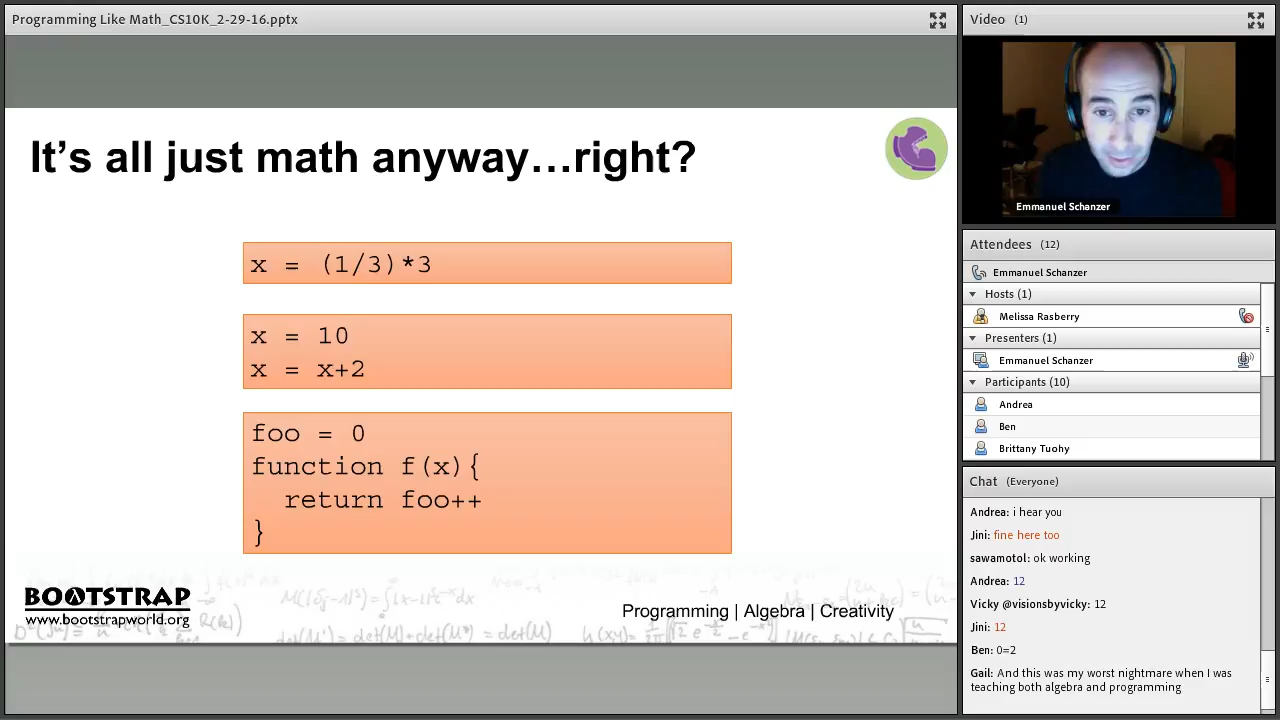 Programming Like Math_CS10K_2-29-16.pptx
It's all just math anyway…right?
x = (1/3)*3
x = 10
x = x+2
foo = 0
function f(x){
return foo++
}
BOOTSTRAP
www.bootstrapworld.org
Programming | Algebra | Creativity
Video (1)
Emmanuel Schanzer
Attendees (12)
Emmanuel Schanzer
Hosts (1)
Melissa Rasberry
Presenters (1)
Emmanuel Schanzer
Participants (10)
Andrea
Ben
Brittany Tuohy
Chat (Everyone)
Andrea: i hear you
Jini: fine here too
sawamotol: ok working
Andrea: 12
Vicky @visionsbyvicky: 12
Jini: 12
Ben: 0=2
Gail: And this was my worst nightmare when I was
teaching both algebra and programming